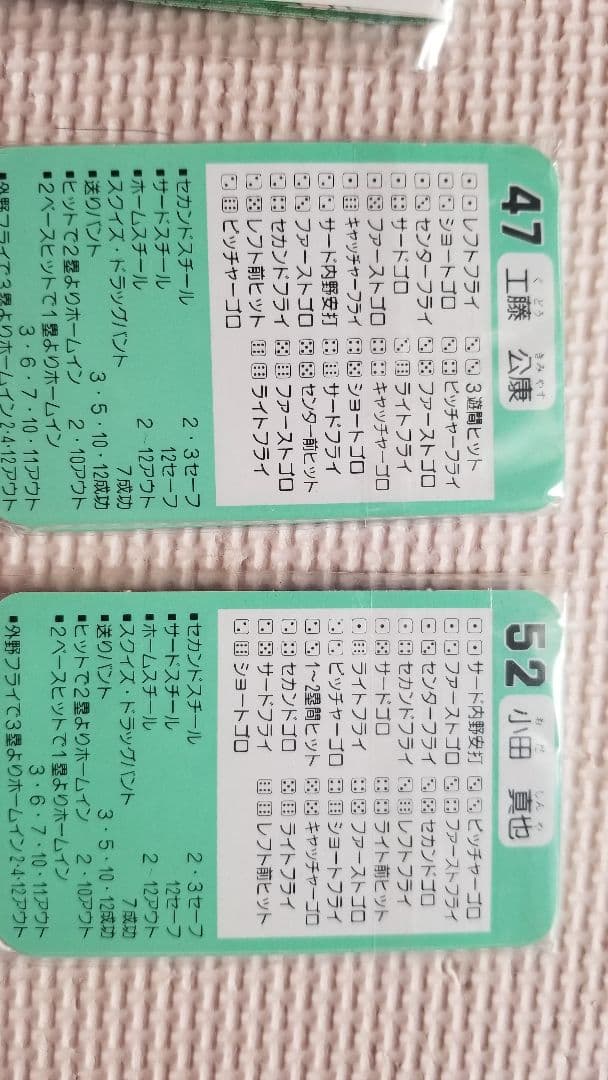 47 工藤 公康
くどう きみやす
⚀⚀レフトフライ
⚀⚁ショートゴロ
⚀⚂センターフライ
⚀⚃サードゴロ
⚀⚄ファーストゴロ
⚀⚅キャッチャーフライ
⚁⚁サード内野安打
⚁⚂ファーストゴロ
⚁⚃セカンドフライ
⚁⚄レフト前ヒット
⚁⚅ピッチャーゴロ
⚂⚂3遊間ヒット
⚂⚃ピッチャーフライ
⚂⚄ファーストゴロ
⚂⚅ライトフライ
⚃⚃キャッチャーゴロ
⚃⚄ショートゴロ
⚃⚅サードフライ
⚄⚄センター前ヒット
⚄⚅ファーストゴロ
⚅⚅ライトフライ
■セカンドスチール 2・3セーフ
■サードスチール 12セーフ
■ホームスチール 2~12アウト
■スクイズ・ドラッグバント 7成功
■送りバント 3・5・10・12成功
■ヒットで2塁よりホームイン 2・10アウト
■2ベースヒットで1塁よりホームイン
3・6・7・10・11アウト
■外野フライで3塁よりホームイン2・4・12アウト
52 小田 真也
おだ しんや
⚀⚀サード内野安打
⚀⚁ファーストゴロ
⚀⚂センターフライ
⚀⚃セカンドフライ
⚀⚄サードゴロ
⚀⚅ライトフライ
⚁⚁ピッチャーゴロ
⚁⚂1~2塁間ヒット
⚁⚃セカンドゴロ
⚁⚄サードフライ
⚁⚅ショートゴロ
⚂⚂ピッチャーゴロ
⚂⚃ファーストフライ
⚂⚄セカンドゴロ
⚂⚅レフトフライ
⚃⚃ライト前ヒット
⚃⚄ファーストゴロ
⚃⚅ショートフライ
⚄⚄キャッチャーゴロ
⚄⚅ライトフライ
⚅⚅レフト前ヒット
■セカンドスチール 2・3セーフ
■サードスチール 12セーフ
■ホームスチール 2~12アウト
■スクイズ・ドラッグバント 7成功
■送りバント 3・5・10・12成功
■ヒットで2塁よりホームイン 2・10アウト
■2ベースヒットで1塁よりホームイン
3・6・7・10・11アウト
■外野フライで3塁よりホームイン2・4・12アウト